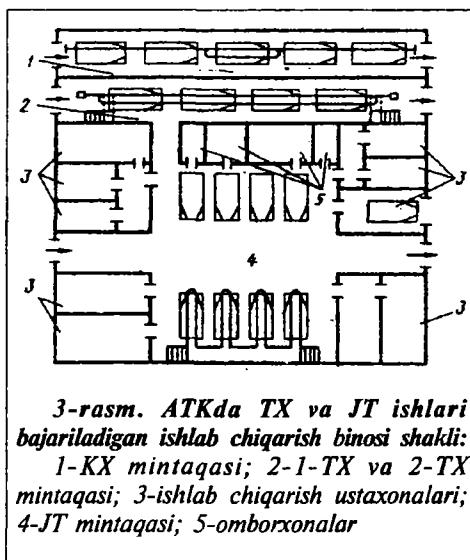 1
2
3
5
4
3
3
3
3-rasm. ATKda TX va JT ishlari
bajariladigan ishlab chiqarish binosi shakli:
1-KX mintaqasi; 2-1-TX va 2-TX
mintaqasi; 3-ishlab chiqarish ustaxonalari;
4-JT mintaqasi; 5-omborxonalar